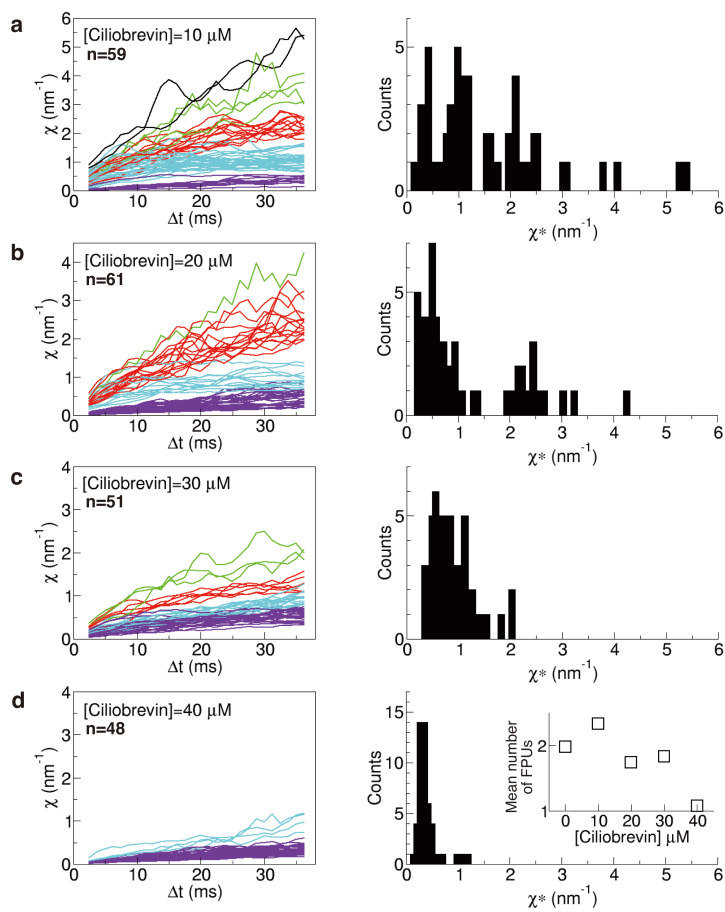 a
[Ciliobrevin]=10 μM
n=59
6
5
4
3
2
1
0
χ (nm⁻¹)
0 10 20 30
Δt (ms)
5
0
Counts
0 1 2 3 4 5 6
χ* (nm⁻¹)
b
[Ciliobrevin]=20 μM
n=61
4
3
2
1
0
χ (nm⁻¹)
0 10 20 30
Δt (ms)
5
0
Counts
0 1 2 3 4 5 6
χ* (nm⁻¹)
c
[Ciliobrevin]=30 μM
n=51
4
3
2
1
0
χ (nm⁻¹)
0 10 20 30
Δt (ms)
5
0
Counts
0 1 2 3 4 5 6
χ* (nm⁻¹)
d
[Ciliobrevin]=40 μM
n=48
4
3
2
1
0
χ (nm⁻¹)
0 10 20 30
Δt (ms)
15
10
5
0
Counts
0 1 2 3 4 5 6
χ* (nm⁻¹)
Mean number
of FPUs
2
1
0 10 20 30 40
[Ciliobrevin] μM